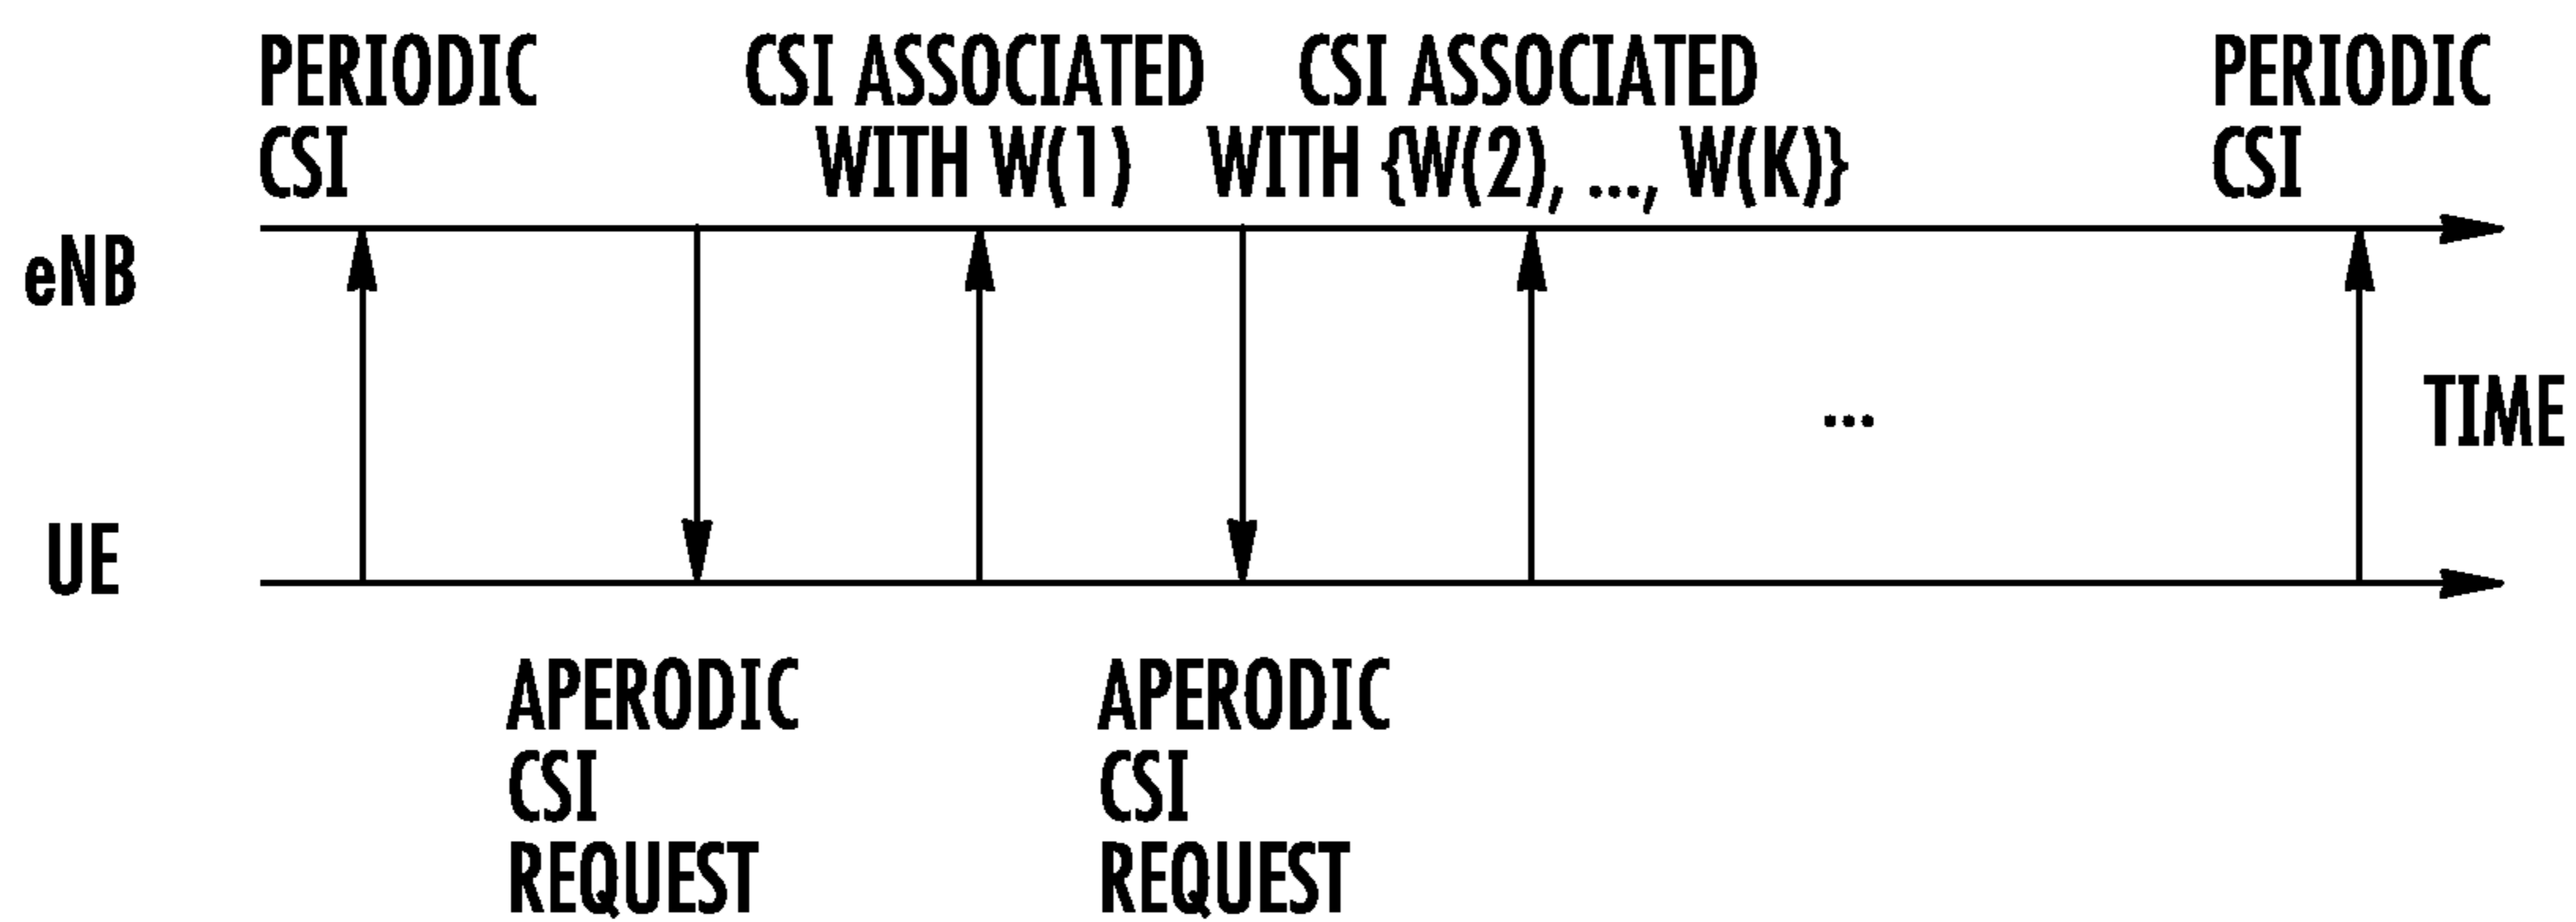 PERIODIC
CSI
CSI ASSOCIATED
WITH W(1)
CSI ASSOCIATED
WITH {W(2), ..., W(K)}
PERIODIC
CSI
eNB
...
TIME
UE
APERODIC
CSI
REQUEST
APERODIC
CSI
REQUEST